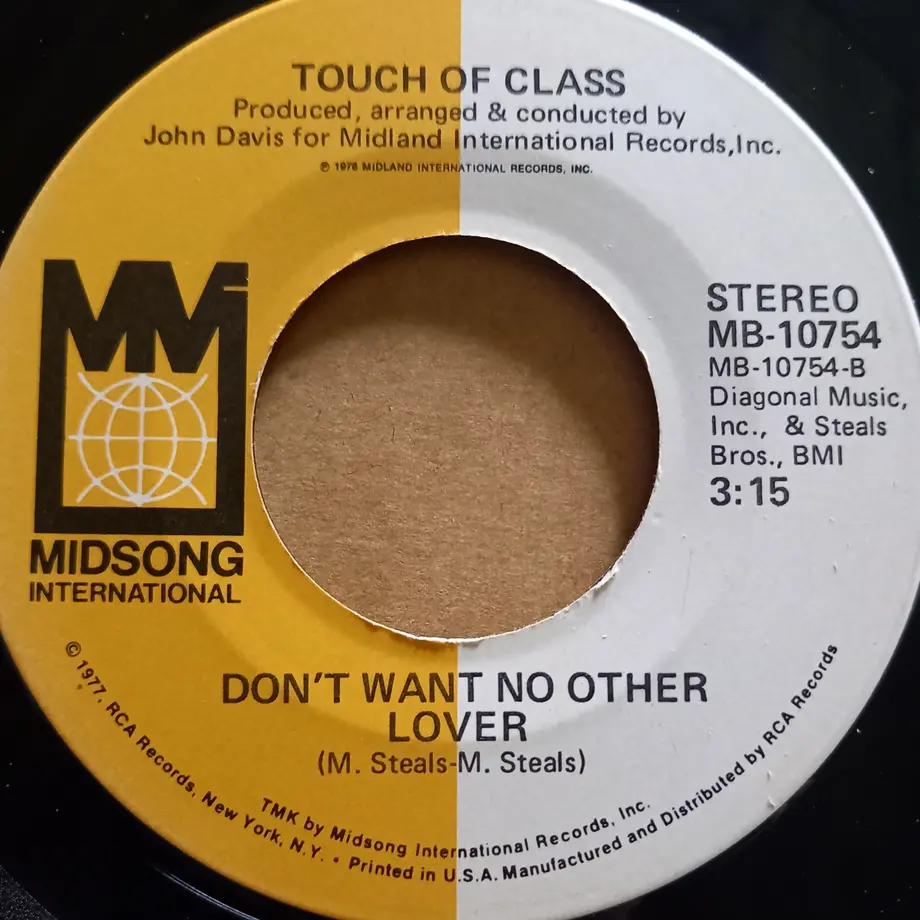 TOUCH OF CLASS
Produced, arranged & conducted by
John Davis for Midland International Records,Inc.
℗ 1976 MIDLAND INTERNATIONAL RECORDS, INC.
MM
MIDSONG
INTERNATIONAL
STEREO
MB-10754
MB-10754-B
Diagonal Music,
Inc., & Steals
Bros., BMI
3:15
DON'T WANT NO OTHER
LOVER
(M. Steals-M. Steals)
TMK by Midsong International Records, Inc.
© 1977, RCA Records, New York, N.Y. • Printed in U.S.A. Manufactured and Distributed by RCA Records